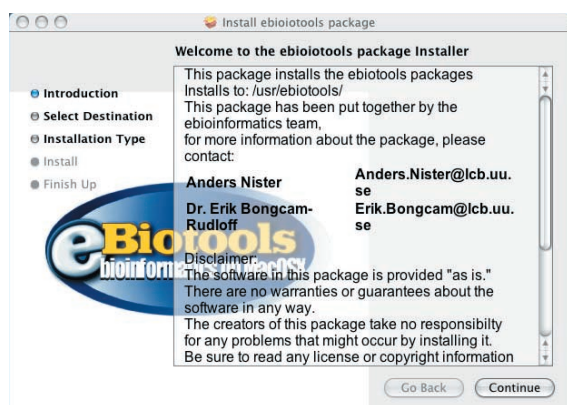 Install ebioiotools package
Welcome to the ebioiotools package Installer
Introduction
Select Destination
Installation Type
Install
Finish Up
This package installs the ebiotools packages
Installs to: /usr/ebiotools/
This package has been put together by the
ebioinformatics team,
for more information about the package, please
contact:
Anders Nister
Anders.Nister@lcb.uu.
se
Dr. Erik Bongcam-
Rudloff
Erik.Bongcam@lcb.uu.
se
Disclaimer:
The software in this package is provided "as is."
There are no warranties or guarantees about the
software in any way.
The creators of this package take no responsibilty
for any problems that might occur by installing it.
Be sure to read any license or copyright information
eBiotools
bioinformatics on MacOSX
Go Back
Continue